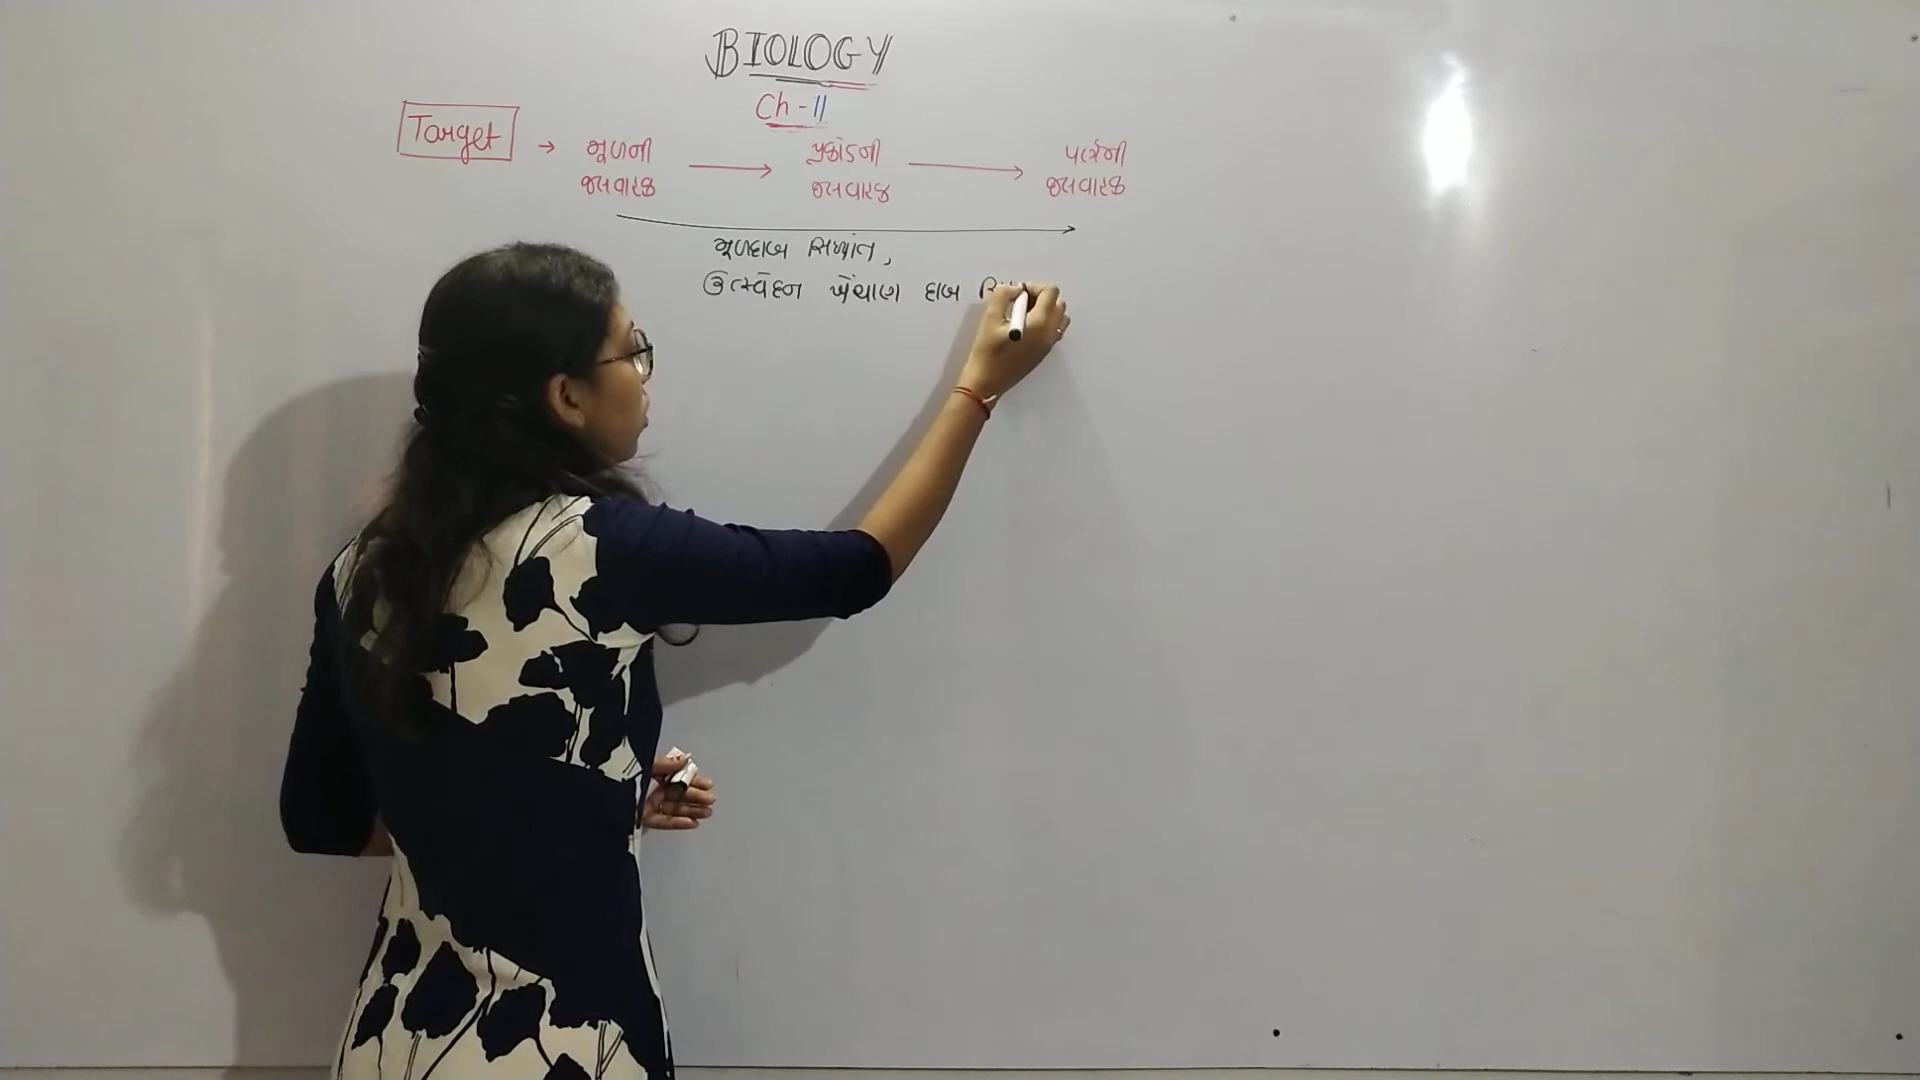 BIOLOGY
Ch-11
Target → મૂળની → પ્રકાંડની → પર્ણની
જલવાહક જલવાહક જલવાહક
મૂળદાબ સિધ્ધાંત,
ઉત્સ્વેદન ખેંચાણ દાબ